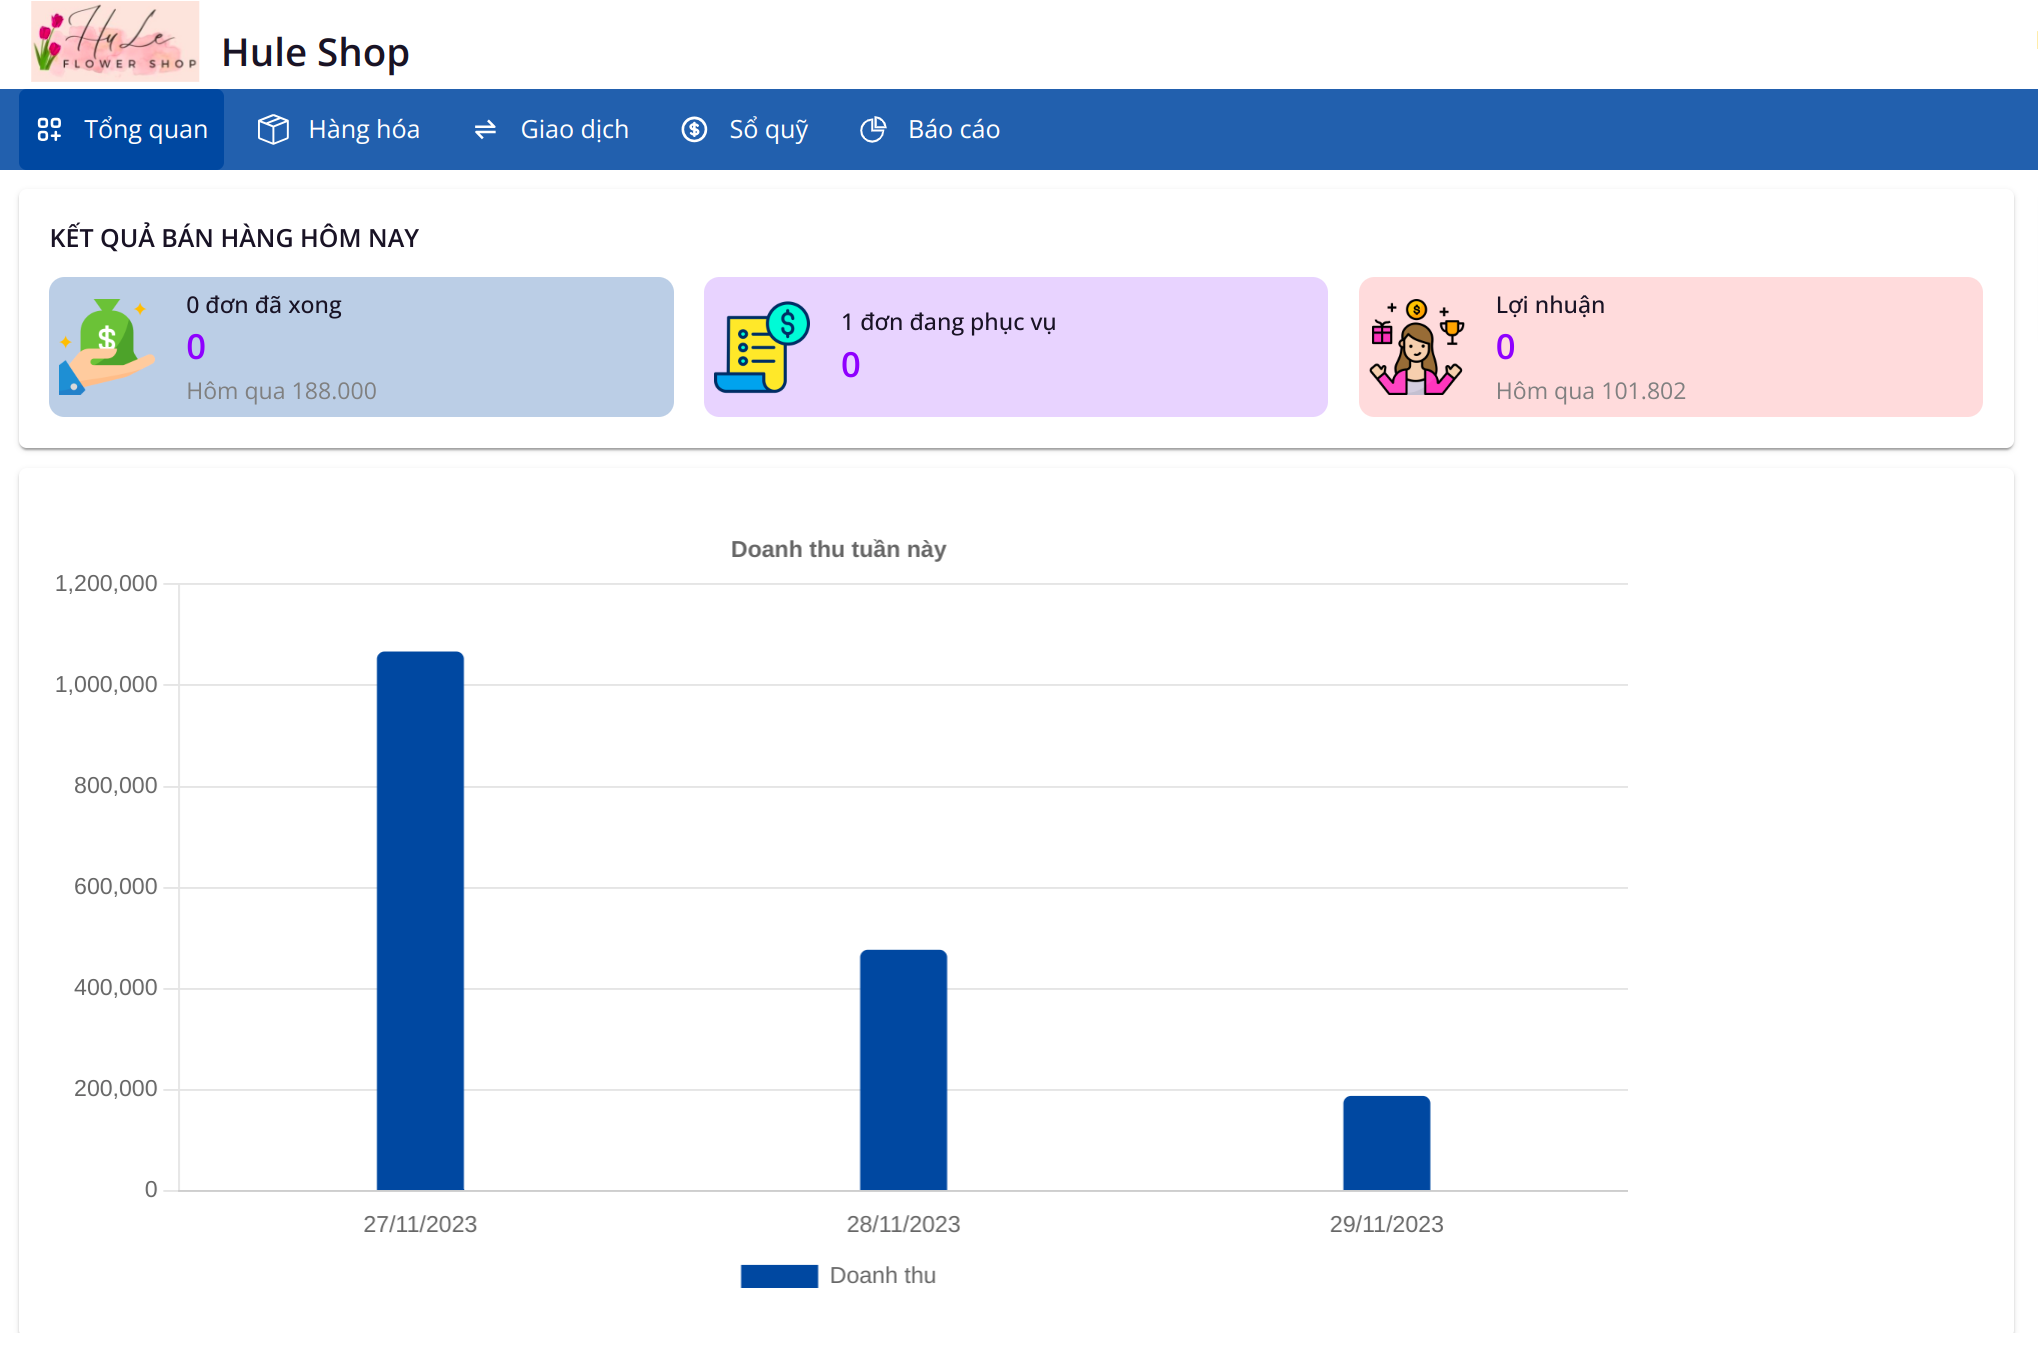 HuLe
FLOWER SHOP
Hule Shop
Tổng quan
Hàng hóa
Giao dịch
Sổ quỹ
Báo cáo
KẾT QUẢ BÁN HÀNG HÔM NAY
0 đơn đã xong
0
Hôm qua 188.000
1 đơn đang phục vụ
0
Lợi nhuận
0
Hôm qua 101.802
Doanh thu tuần này
1,200,000
1,000,000
800,000
600,000
400,000
200,000
0
27/11/2023
28/11/2023
29/11/2023
Doanh thu